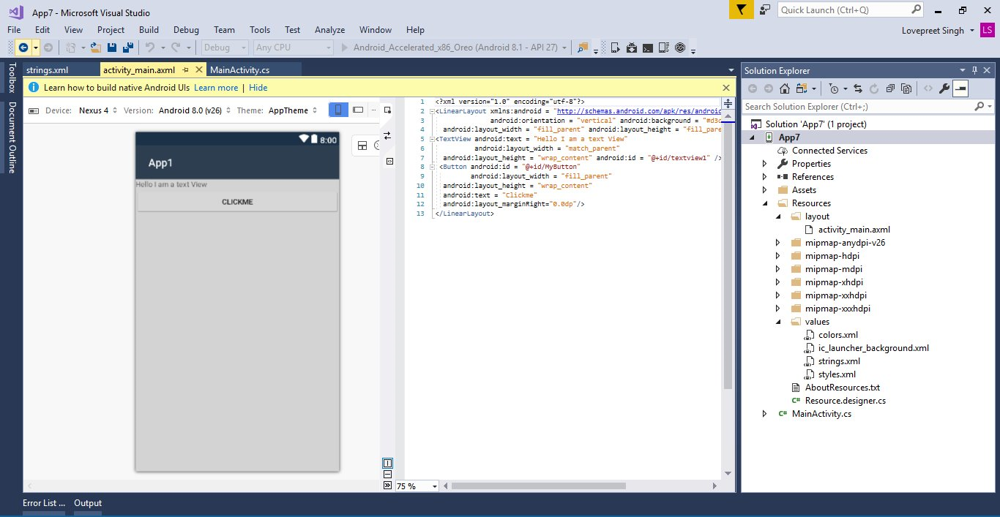 App7 - Microsoft Visual Studio
Quick Launch (Ctrl+Q)
File Edit View Project Build Debug Team Tools Test Analyze Window Help
Lovepreet Singh LS
Debug Any CPU Android_Accelerated_x86_Oreo (Android 8.1 - API 27)
Toolbox
Document Outline
strings.xml activity_main.axml MainActivity.cs
Learn how to build native Android UIs Learn more | Hide
Device: Nexus 4 Version: Android 8.0 (v26) Theme: AppTheme
8:00
App1
Hello I am a text View
CLICKME
1 <?xml version="1.0" encoding="utf-8"?>
2 <LinearLayout xmlns:android = "http://schemas.android.com/apk/res/android
3 android:orientation = "vertical" android:background = "#d3d
4 android:layout_width = "fill_parent" android:layout_height = "fill_pare
5 <TextView android:text = "Hello I am a text View"
6 android:layout_width = "match_parent"
7 android:layout_height = "wrap_content" android:id = "@+id/textview1" />
8 <Button android:id = "@+id/MyButton"
9 android:layout_width = "fill_parent"
10 android:layout_height = "wrap_content"
11 android:text = "Clickme"
12 android:layout_marginRight="0.0dp"/>
13 </LinearLayout>
75 %
Solution Explorer
Search Solution Explorer (Ctrl+;)
Solution 'App7' (1 project)
App7
Connected Services
Properties
References
Assets
Resources
layout
activity_main.axml
mipmap-anydpi-v26
mipmap-hdpi
mipmap-mdpi
mipmap-xhdpi
mipmap-xxhdpi
mipmap-xxxhdpi
values
colors.xml
ic_launcher_background.xml
strings.xml
styles.xml
AboutResources.txt
C# Resource.designer.cs
C# MainActivity.cs
Error List ... Output